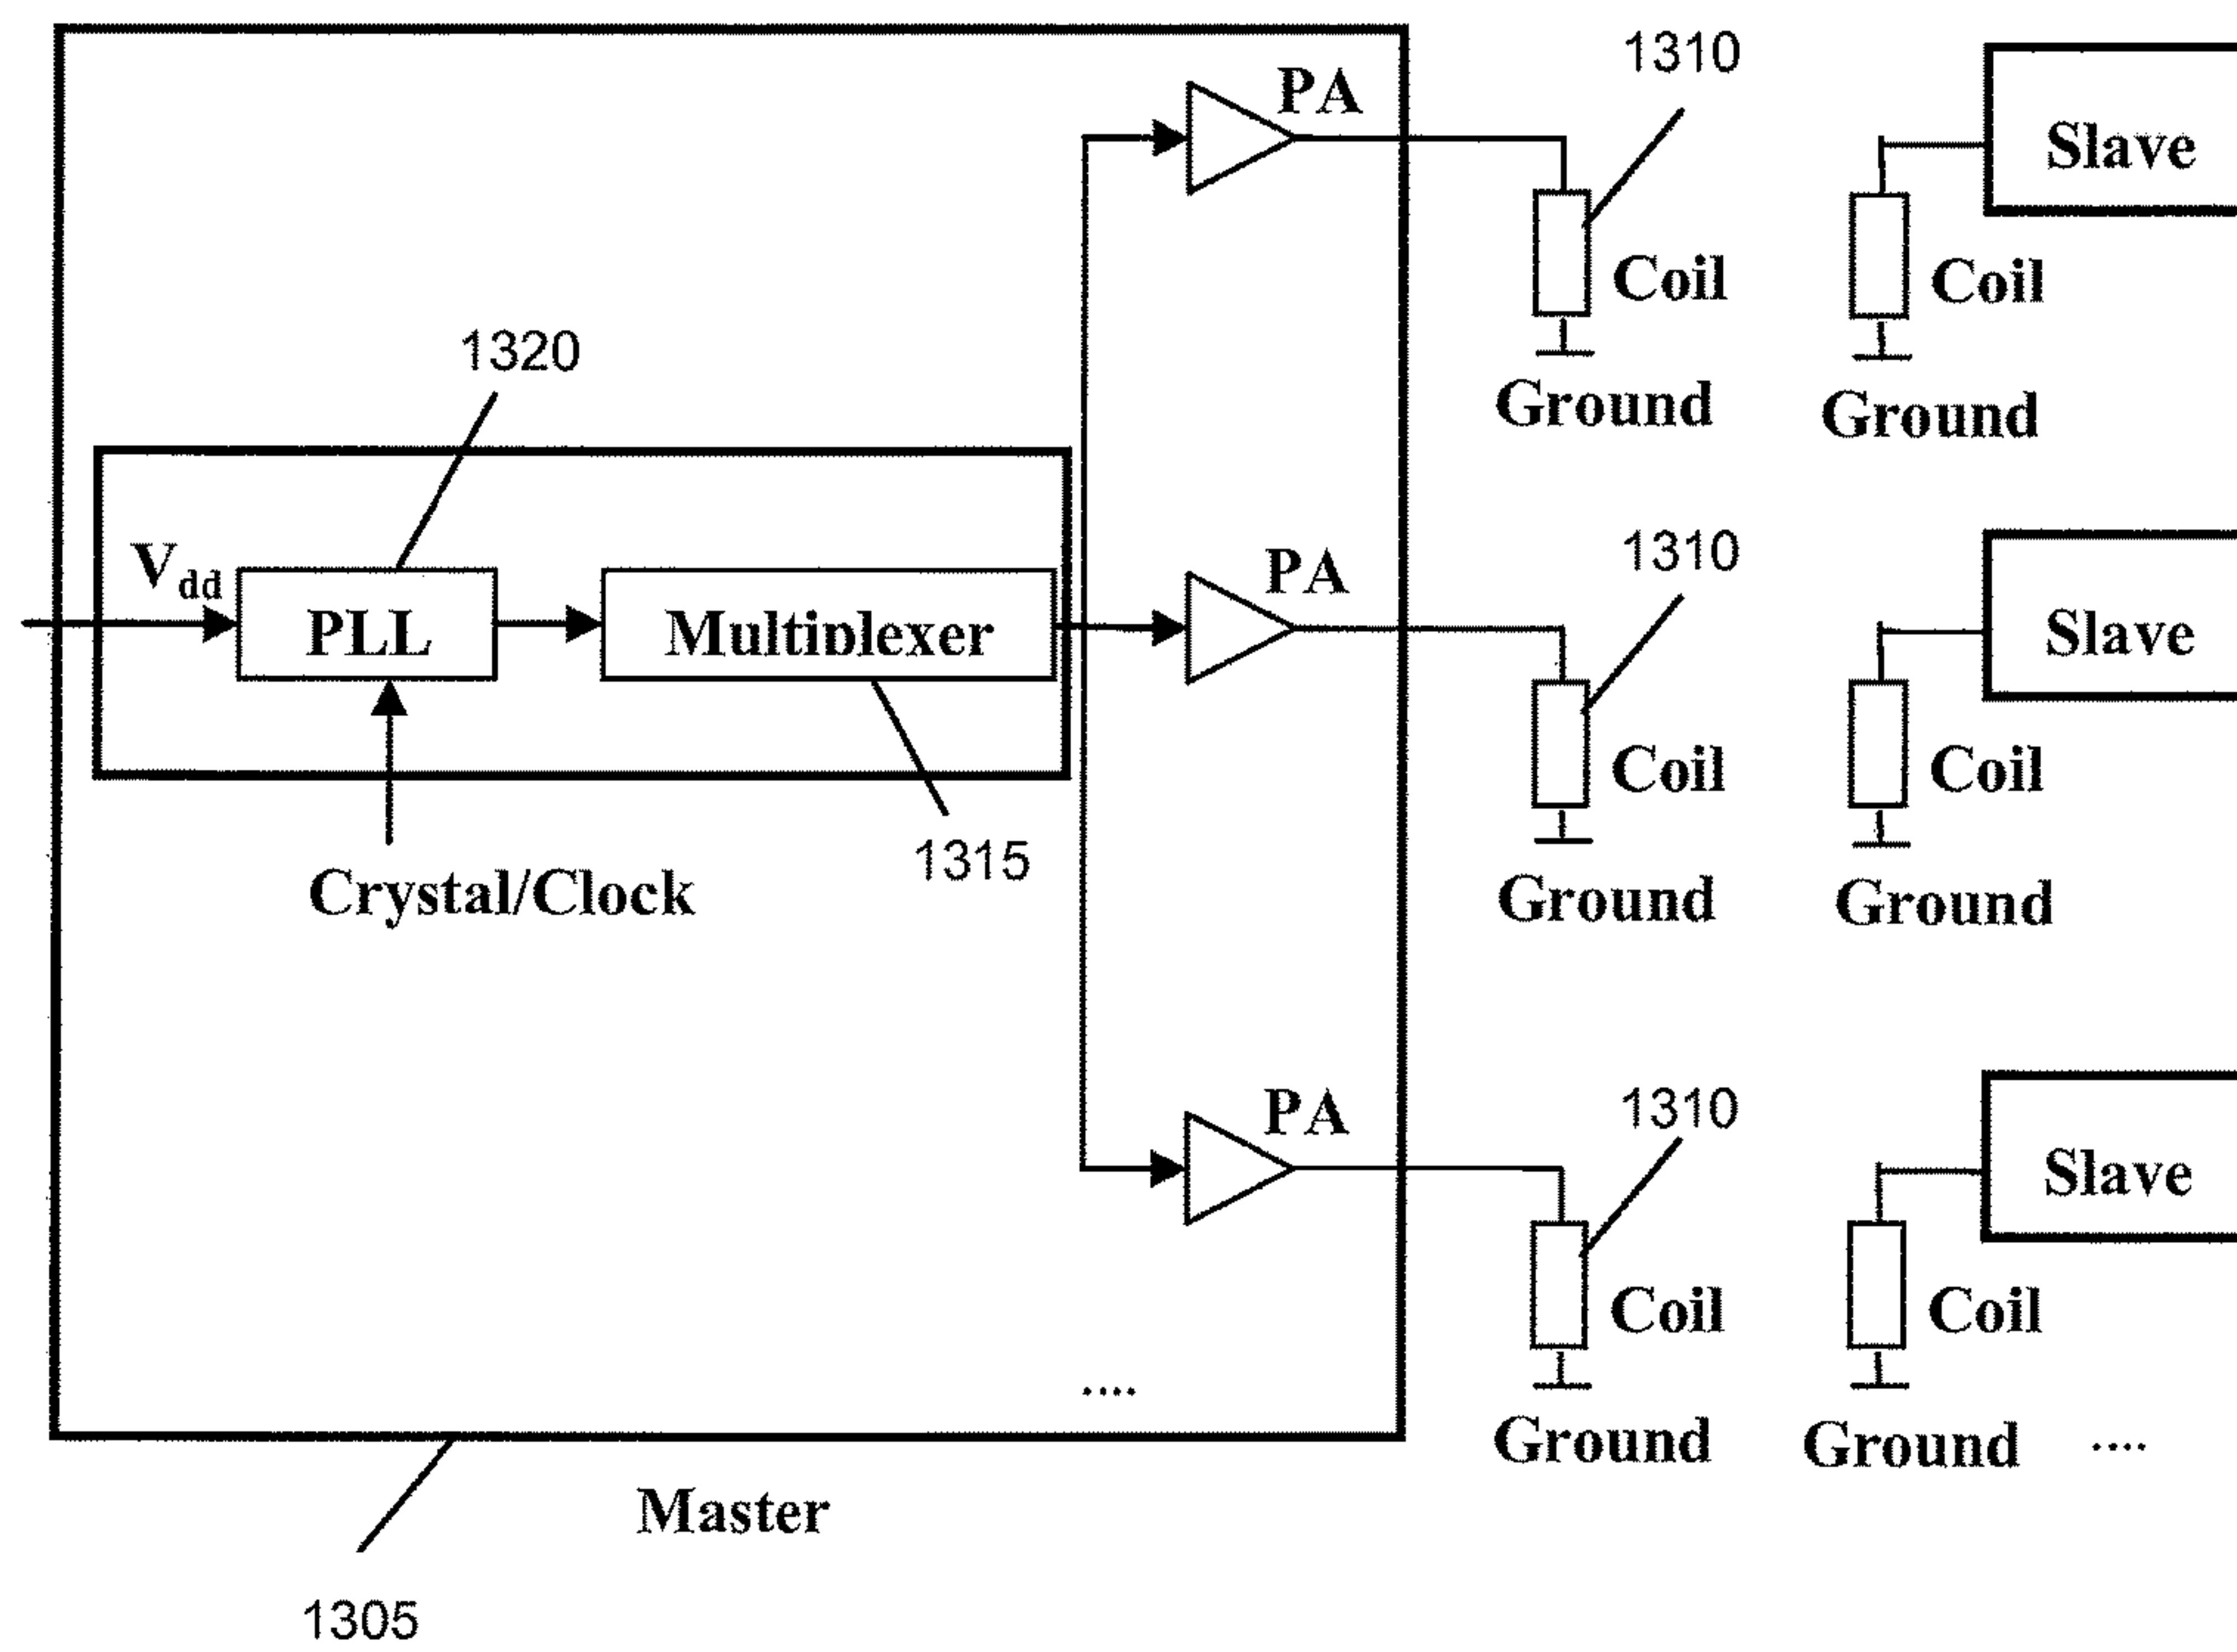 1310
PA
Slave
Coil
Coil
Ground
Ground
1320
1310
PA
Vdd
PLL
Multiplexer
Slave
Coil
Coil
1315
Crystal/Clock
Ground
Ground
1310
PA
Slave
Coil
Coil
....
Ground
Ground
....
Master
1305